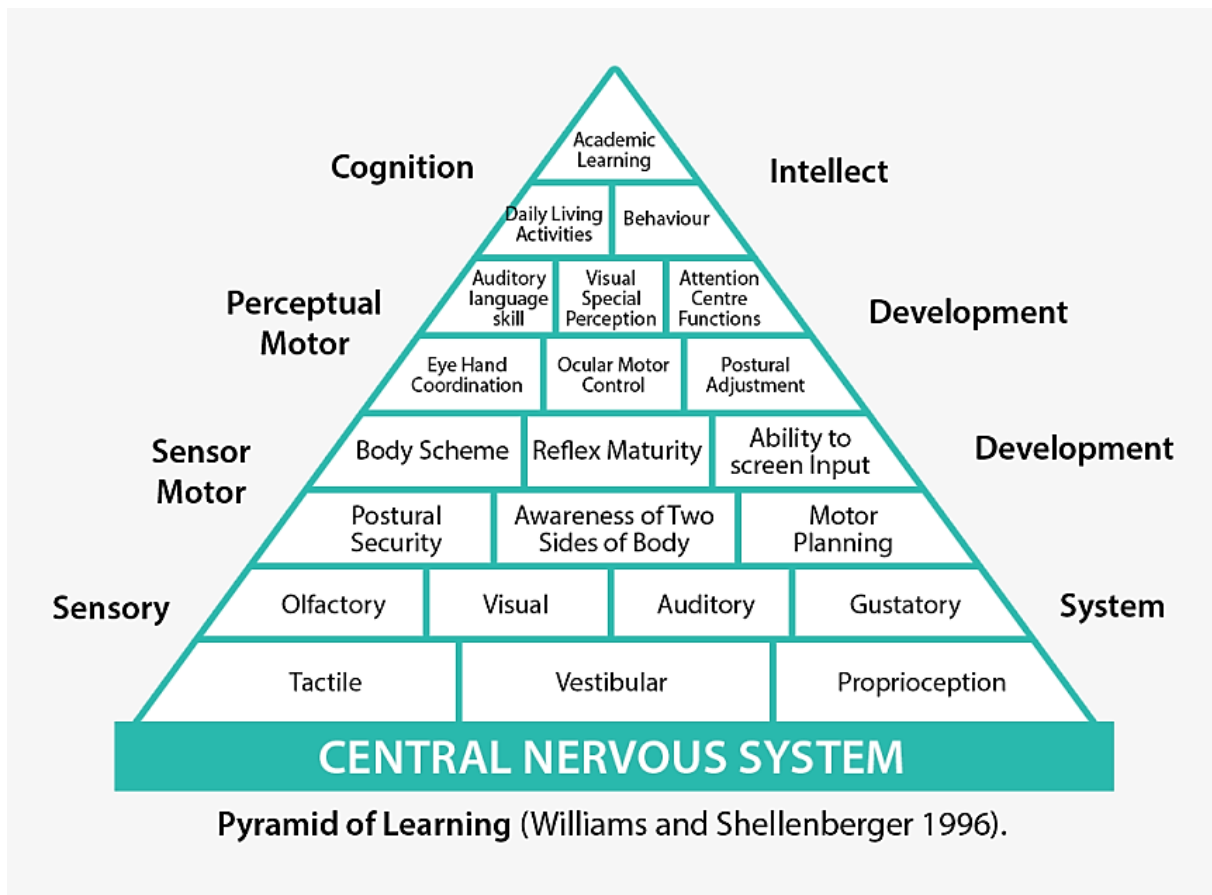 Academic
Learning
Cognition
Intellect
Daily Living
Activities
Behaviour
Auditory
language
skill
Visual
Special
Perception
Attention
Centre
Functions
Perceptual
Motor
Development
Eye Hand
Coordination
Ocular Motor
Control
Postural
Adjustment
Sensor
Motor
Body Scheme
Reflex Maturity
Ability to
screen Input
Development
Postural
Security
Awareness of Two
Sides of Body
Motor
Planning
Sensory
Olfactory
Visual
Auditory
Gustatory
System
Tactile
Vestibular
Proprioception
CENTRAL NERVOUS SYSTEM
Pyramid of Learning (Williams and Shellenberger 1996).